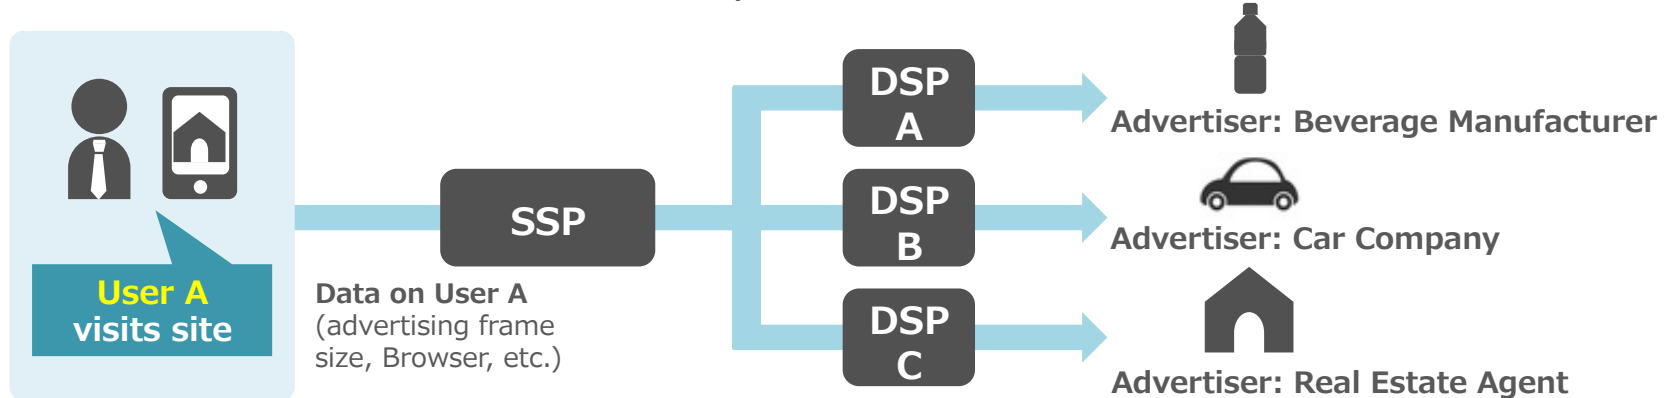 User A
visits site
SSP
Data on User A
(advertising frame
size, Browser, etc.)
DSP
A
Advertiser: Beverage Manufacturer
DSP
B
Advertiser: Car Company
DSP
C
Advertiser: Real Estate Agent